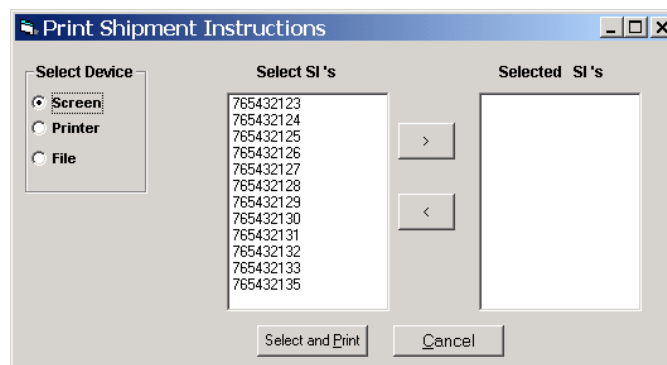 Print Shipment Instructions
Select Device
Screen
Printer
File
Select SI 's
765432123
765432124
765432125
765432126
765432127
765432128
765432129
765432130
765432131
765432132
765432133
765432135
>
<
Selected SI 's
Select and Print
Cancel